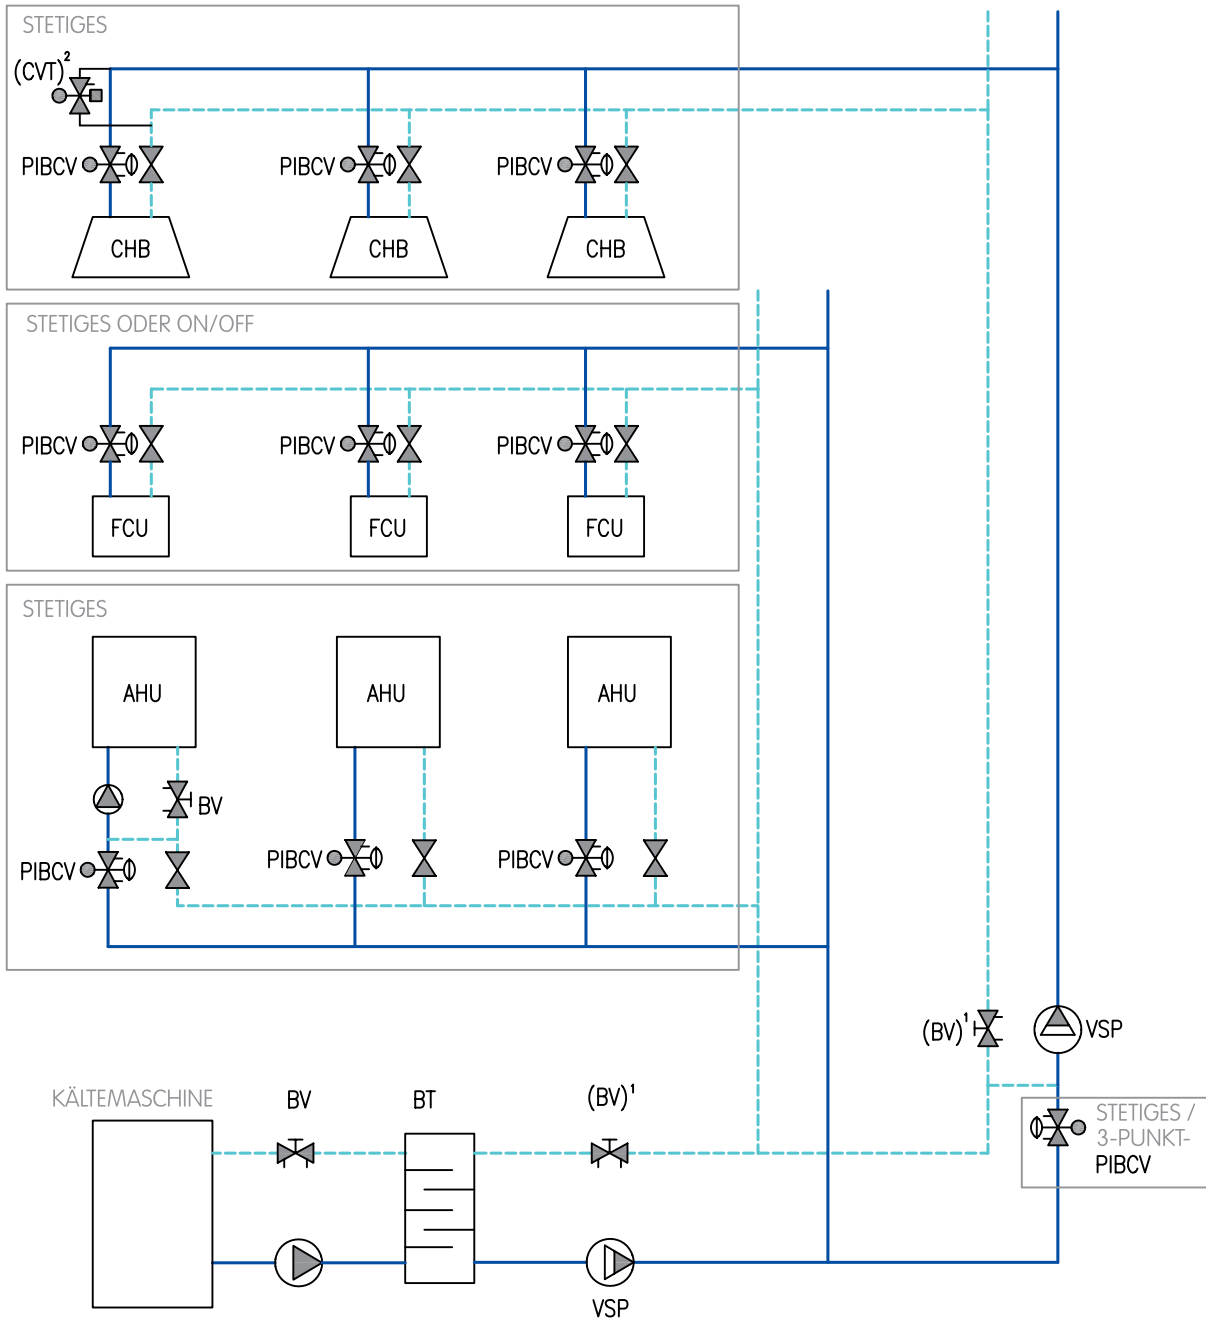 STETIGES
(CVT)²
PIBCV
PIBCV
PIBCV
CHB
CHB
CHB
STETIGES ODER ON/OFF
PIBCV
PIBCV
PIBCV
FCU
FCU
FCU
STETIGES
AHU
AHU
AHU
BV
PIBCV
PIBCV
PIBCV
(BV)¹
VSP
KÄLTEMASCHINE
BV
BT
(BV)¹
STETIGES /
3-PUNKT-
PIBCV
VSP